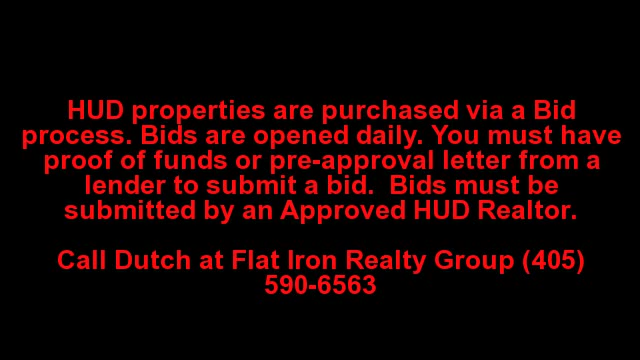 HUD properties are purchased via a Bid
process. Bids are opened daily. You must have
proof of funds or pre-approval letter from a
lender to submit a bid.  Bids must be
submitted by an Approved HUD Realtor.
Call Dutch at Flat Iron Realty Group (405)
590-6563